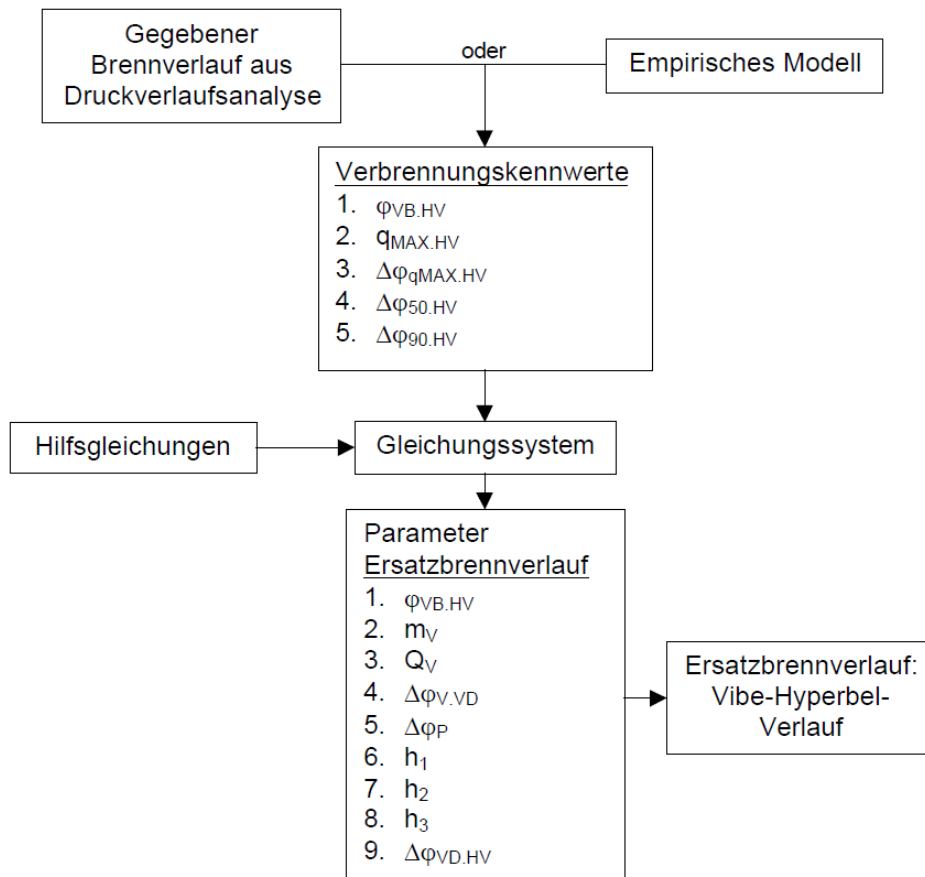 Gegebener
Brennverlauf aus
Druckverlaufsanalyse
oder
Empirisches Modell
Verbrennungskennwerte
1. φVB.HV
2. qMAX.HV
3. ΔφqMAX.HV
4. Δφ50.HV
5. Δφ90.HV
Hilfsgleichungen
Gleichungssystem
Parameter
Ersatzbrennverlauf
1. φVB.HV
2. mV
3. QV
4. ΔφV.VD
5. ΔφP
6. h1
7. h2
8. h3
9. ΔφVD.HV
Ersatzbrennverlauf:
Vibe-Hyperbel-
Verlauf